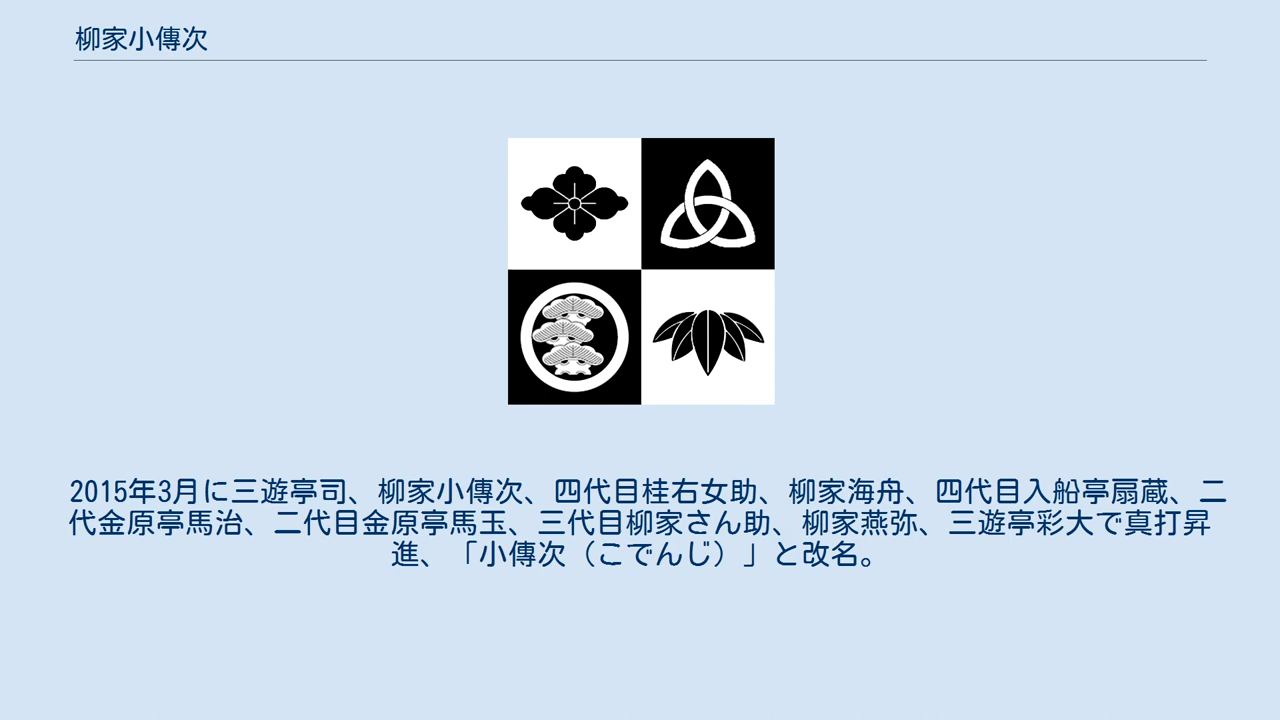 柳家小傳次
2015年3月に三遊亭司、柳家小傳次、四代目桂右女助、柳家海舟、四代目入船亭扇蔵、二
代金原亭馬治、二代目金原亭馬玉、三代目柳家さん助、柳家燕弥、三遊亭彩大で真打昇
進、「小傳次（こでんじ）」と改名。